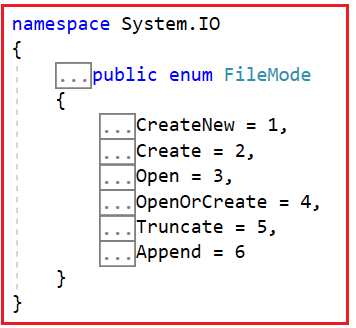 namespace System.IO
{
...public enum FileMode
{
...CreateNew = 1,
...Create = 2,
...Open = 3,
...OpenOrCreate = 4,
...Truncate = 5,
...Append = 6
}
}